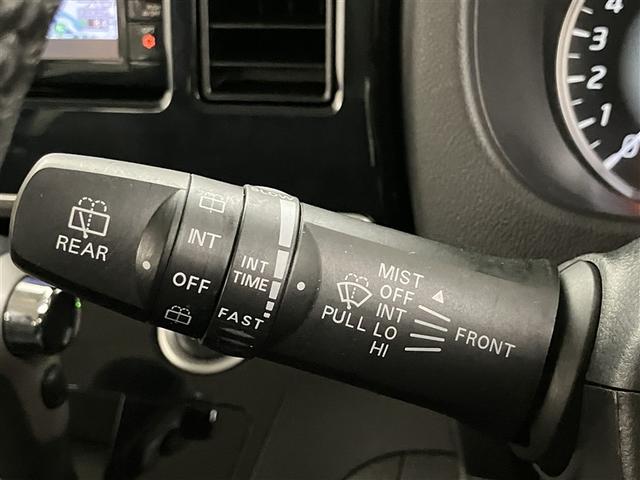 REAR
INT
OFF
INT
TIME
FAST
MIST
OFF
INT
PULL LO
HI
FRONT
4
3
2
1
0